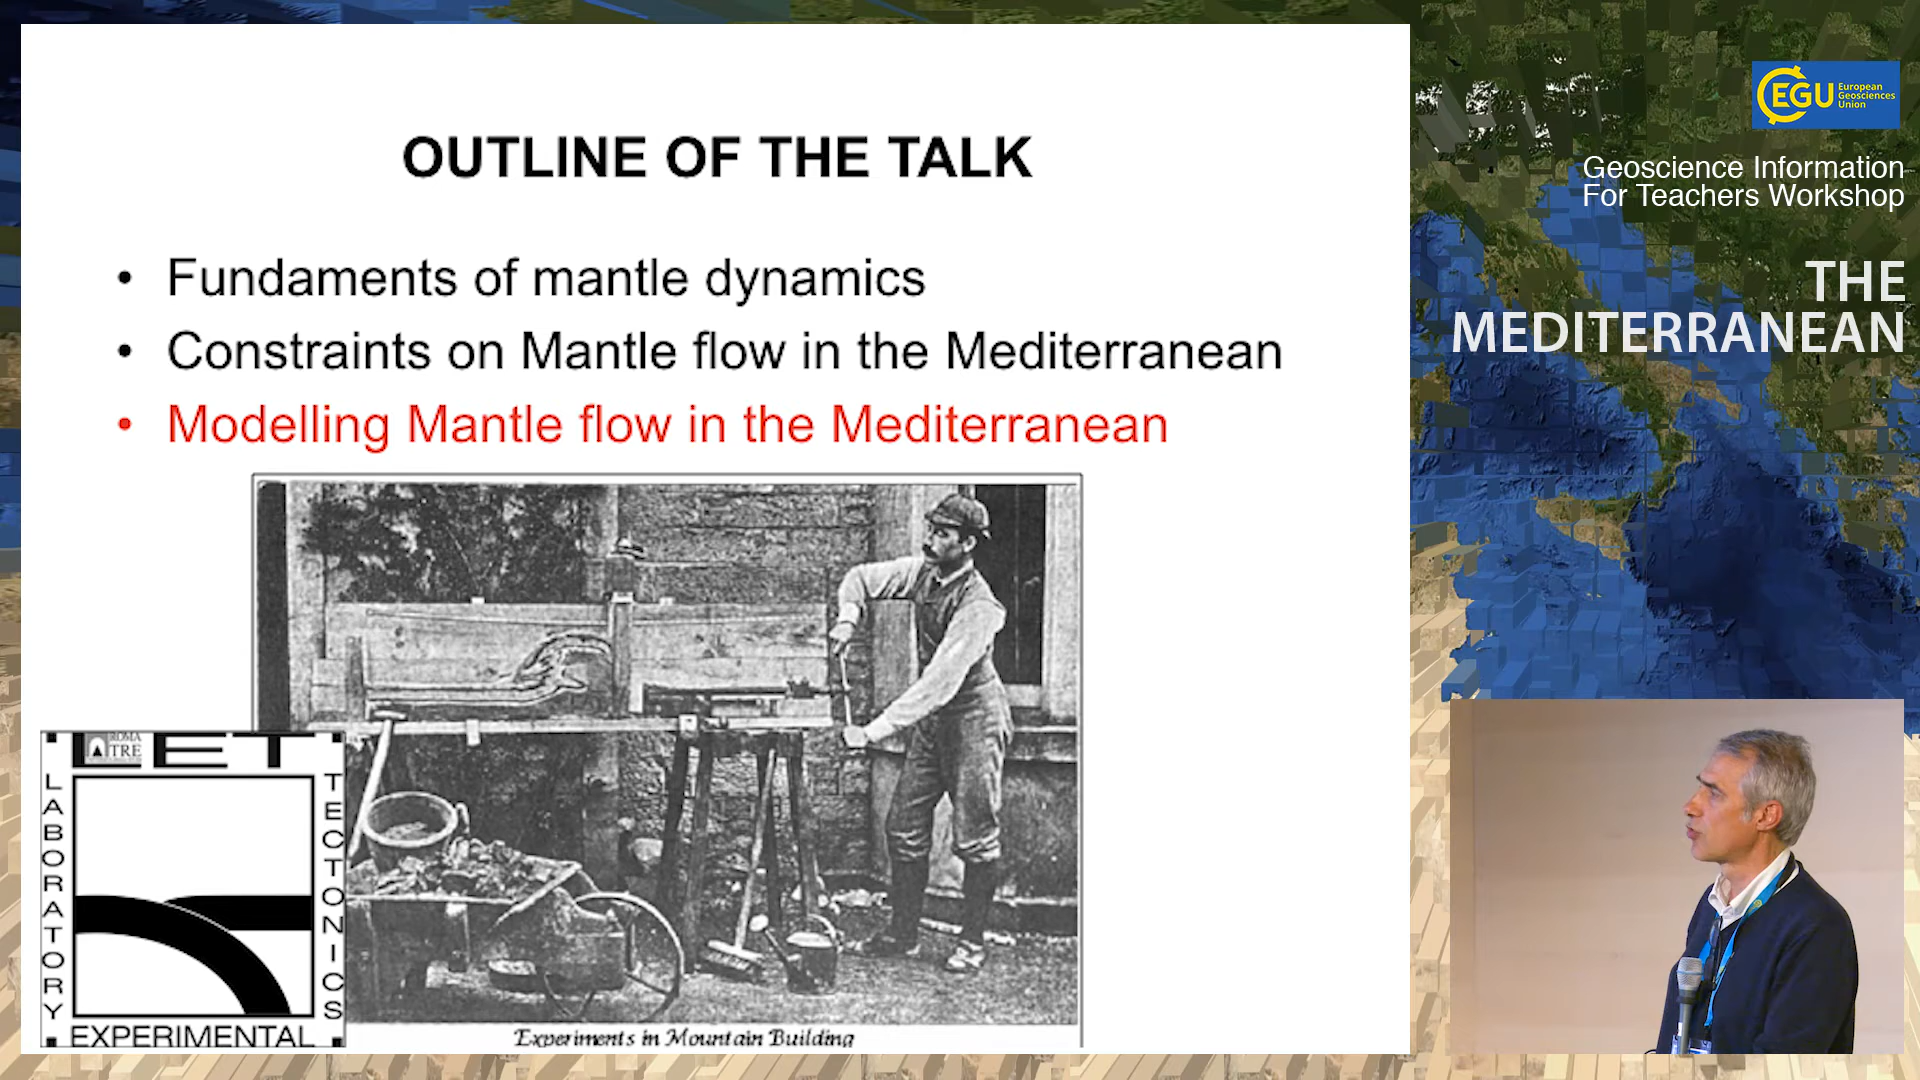 OUTLINE OF THE TALK
• Fundaments of mantle dynamics
• Constraints on Mantle flow in the Mediterranean
• Modelling Mantle flow in the Mediterranean
LET
ROMA
TRE
LABORATORY
TECTONICS
EXPERIMENTAL
Experiments in Mountain Building
EGU
European
Geosciences
Union
Geoscience Information
For Teachers Workshop
THE
MEDITERRANEAN